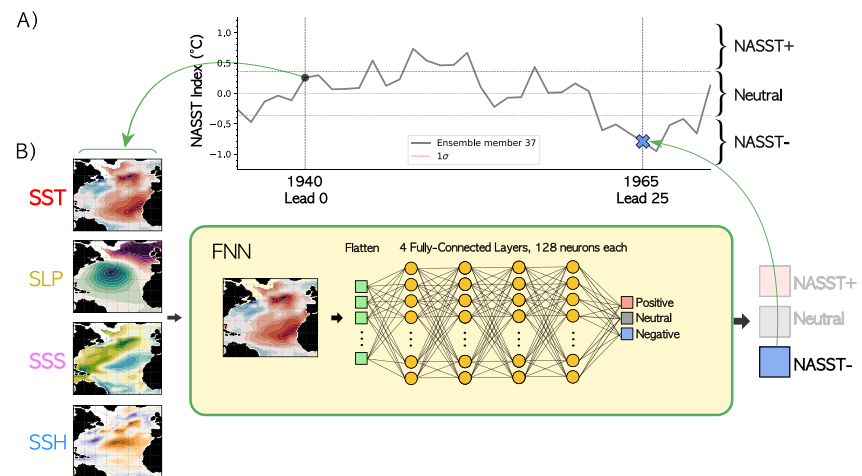 A)
NASST Index (°C)
1.0
0.5
0.0
−0.5
−1.0
NASST+
Neutral
NASST-
Ensemble member 37
1σ
1940
Lead 0
1965
Lead 25
B)
SST
SLP
SSS
SSH
FNN
Flatten
4 Fully-Connected Layers, 128 neurons each
Positive
Neutral
Negative
NASST+
Neutral
NASST-